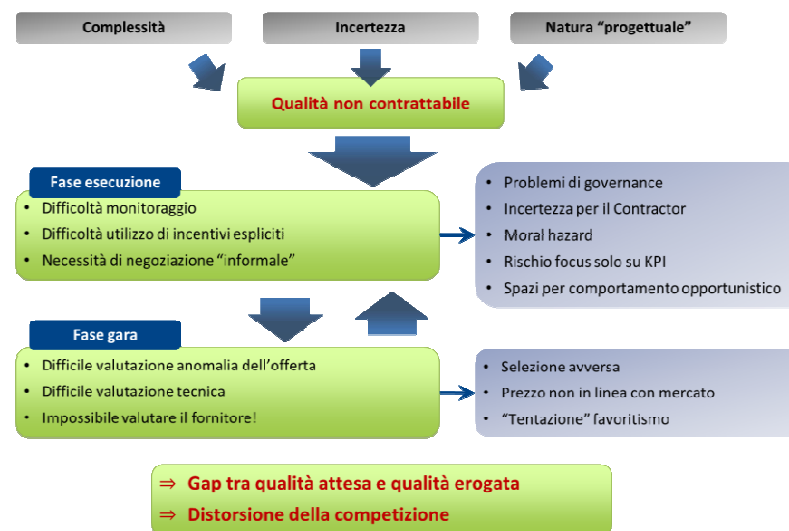 Complessità
Incertezza
Natura “progettuale”
Qualità non contrattabile
Fase esecuzione
• Difficoltà monitoraggio
• Difficoltà utilizzo di incentivi espliciti
• Necessità di negoziazione “informale”
• Problemi di governance
• Incertezza per il Contractor
• Moral hazard
• Rischio focus solo su KPI
• Spazi per comportamento opportunistico
Fase gara
• Difficile valutazione anomalia dell’offerta
• Difficile valutazione tecnica
• Impossibile valutare il fornitore!
• Selezione avversa
• Prezzo non in linea con mercato
• “Tentazione” favoritismo
⇒ Gap tra qualità attesa e qualità erogata
⇒ Distorsione della competizione